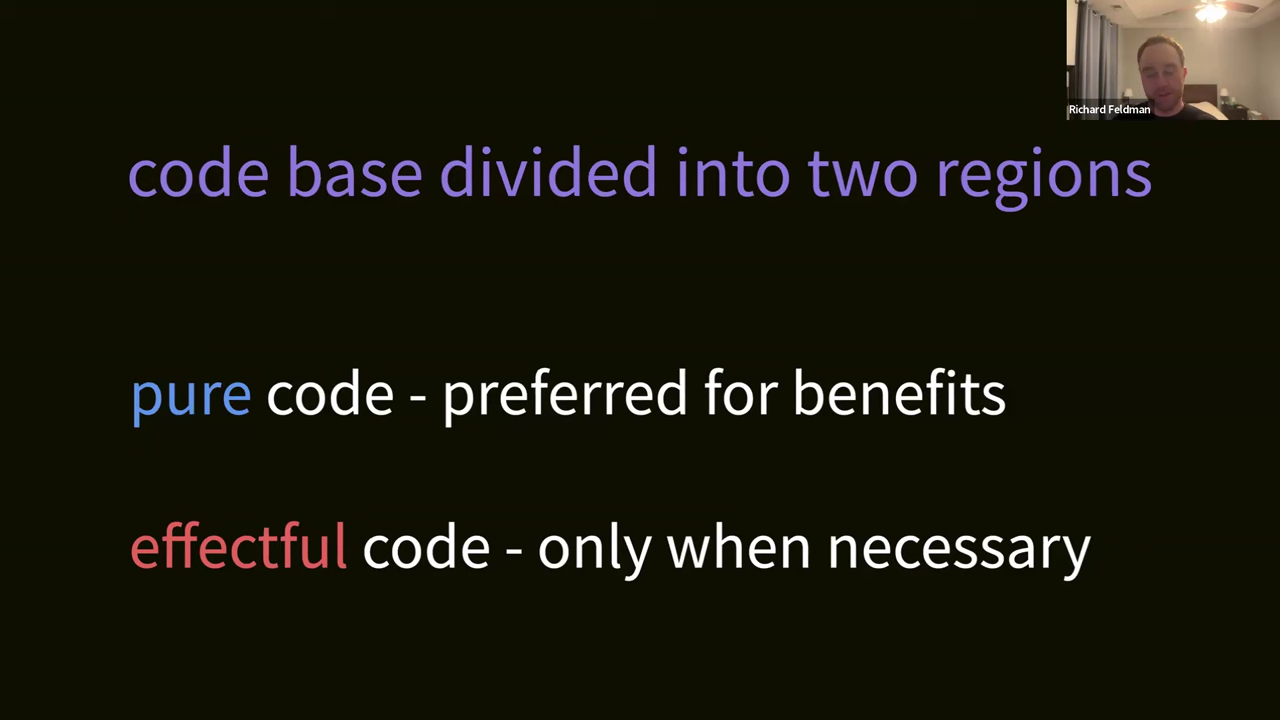 Richard Feldman
code base divided into two regions
pure code - preferred for benefits
effectful code - only when necessary